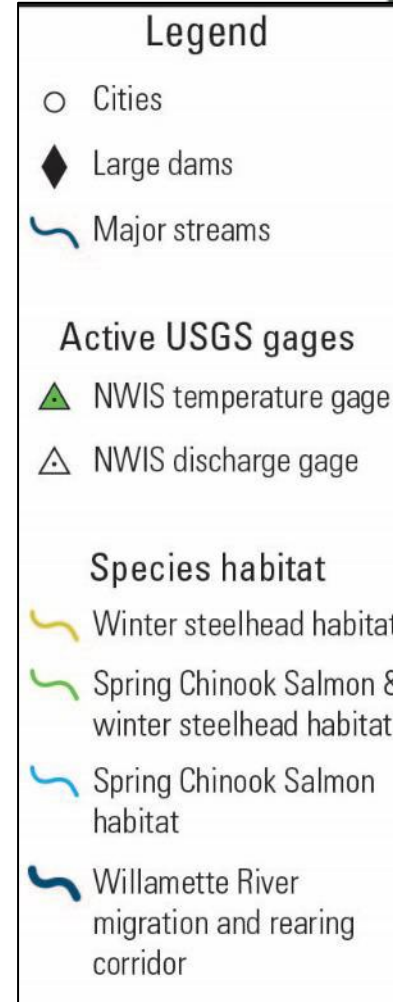 Legend
Cities
Large dams
Major streams
Active USGS gages
NWIS temperature gage
NWIS discharge gage
Species habitat
Winter steelhead habitat
Spring Chinook Salmon &
winter steelhead habitat
Spring Chinook Salmon
habitat
Willamette River
migration and rearing
corridor